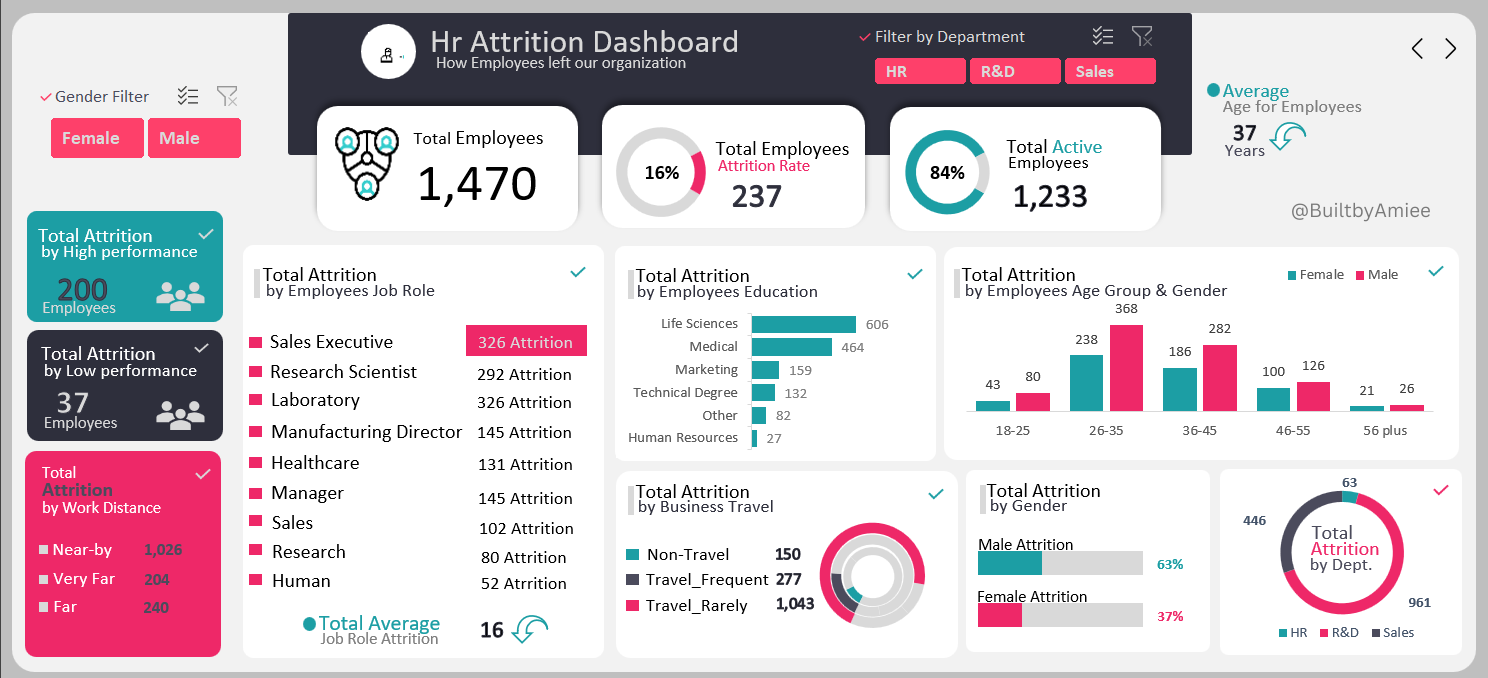 Hr Attrition Dashboard
How Employees left our organization
Filter by Department
HR
R&D
Sales
Gender Filter
Female
Male
Average
Age for Employees
37
Years
@BuiltbyAmiee
Total Employees
1,470
16%
Total Employees
Attrition Rate
237
84%
Total Active
Employees
1,233
Total Attrition
by High performance
200
Employees
Total Attrition
by Low performance
37
Employees
Total
Attrition
by Work Distance
Near-by 1,026
Very Far 204
Far 240
Total Attrition
by Employees Job Role
Sales Executive 326 Attrition
Research Scientist 292 Attrition
Laboratory 326 Attrition
Manufacturing Director 145 Attrition
Healthcare 131 Attrition
Manager 145 Attrition
Sales 102 Attrition
Research 80 Attrition
Human 52 Atrrition
Total Average
Job Role Attrition
16
Total Attrition
by Employees Education
Life Sciences 606
Medical 464
Marketing 159
Technical Degree 132
Other 82
Human Resources 27
Total Attrition
by Employees Age Group & Gender
Female Male
43 80 238 368 186 282 100 126 21 26
18-25 26-35 36-45 46-55 56 plus
Total Attrition
by Business Travel
Non-Travel 150
Travel_Frequent 277
Travel_Rarely 1,043
Total Attrition
by Gender
Male Attrition
63%
Female Attrition
37%
63
446
Total
Attrition
by Dept.
961
HR R&D Sales